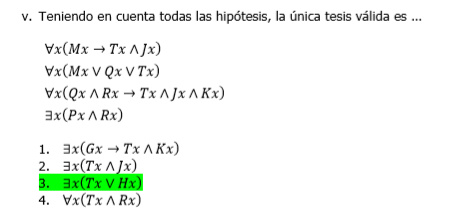 v. Teniendo en cuenta todas las hipótesis, la única tesis válida es ...
∀x(Mx → Tx ∧ Jx)
∀x(Mx ∨ Qx ∨ Tx)
∀x(Qx ∧ Rx → Tx ∧ Jx ∧ Kx)
∃x(Px ∧ Rx)
1. ∃x(Gx → Tx ∧ Kx)
2. ∃x(Tx ∧ Jx)
3. ∃x(Tx ∨ Hx)
4. ∀x(Tx ∧ Rx)